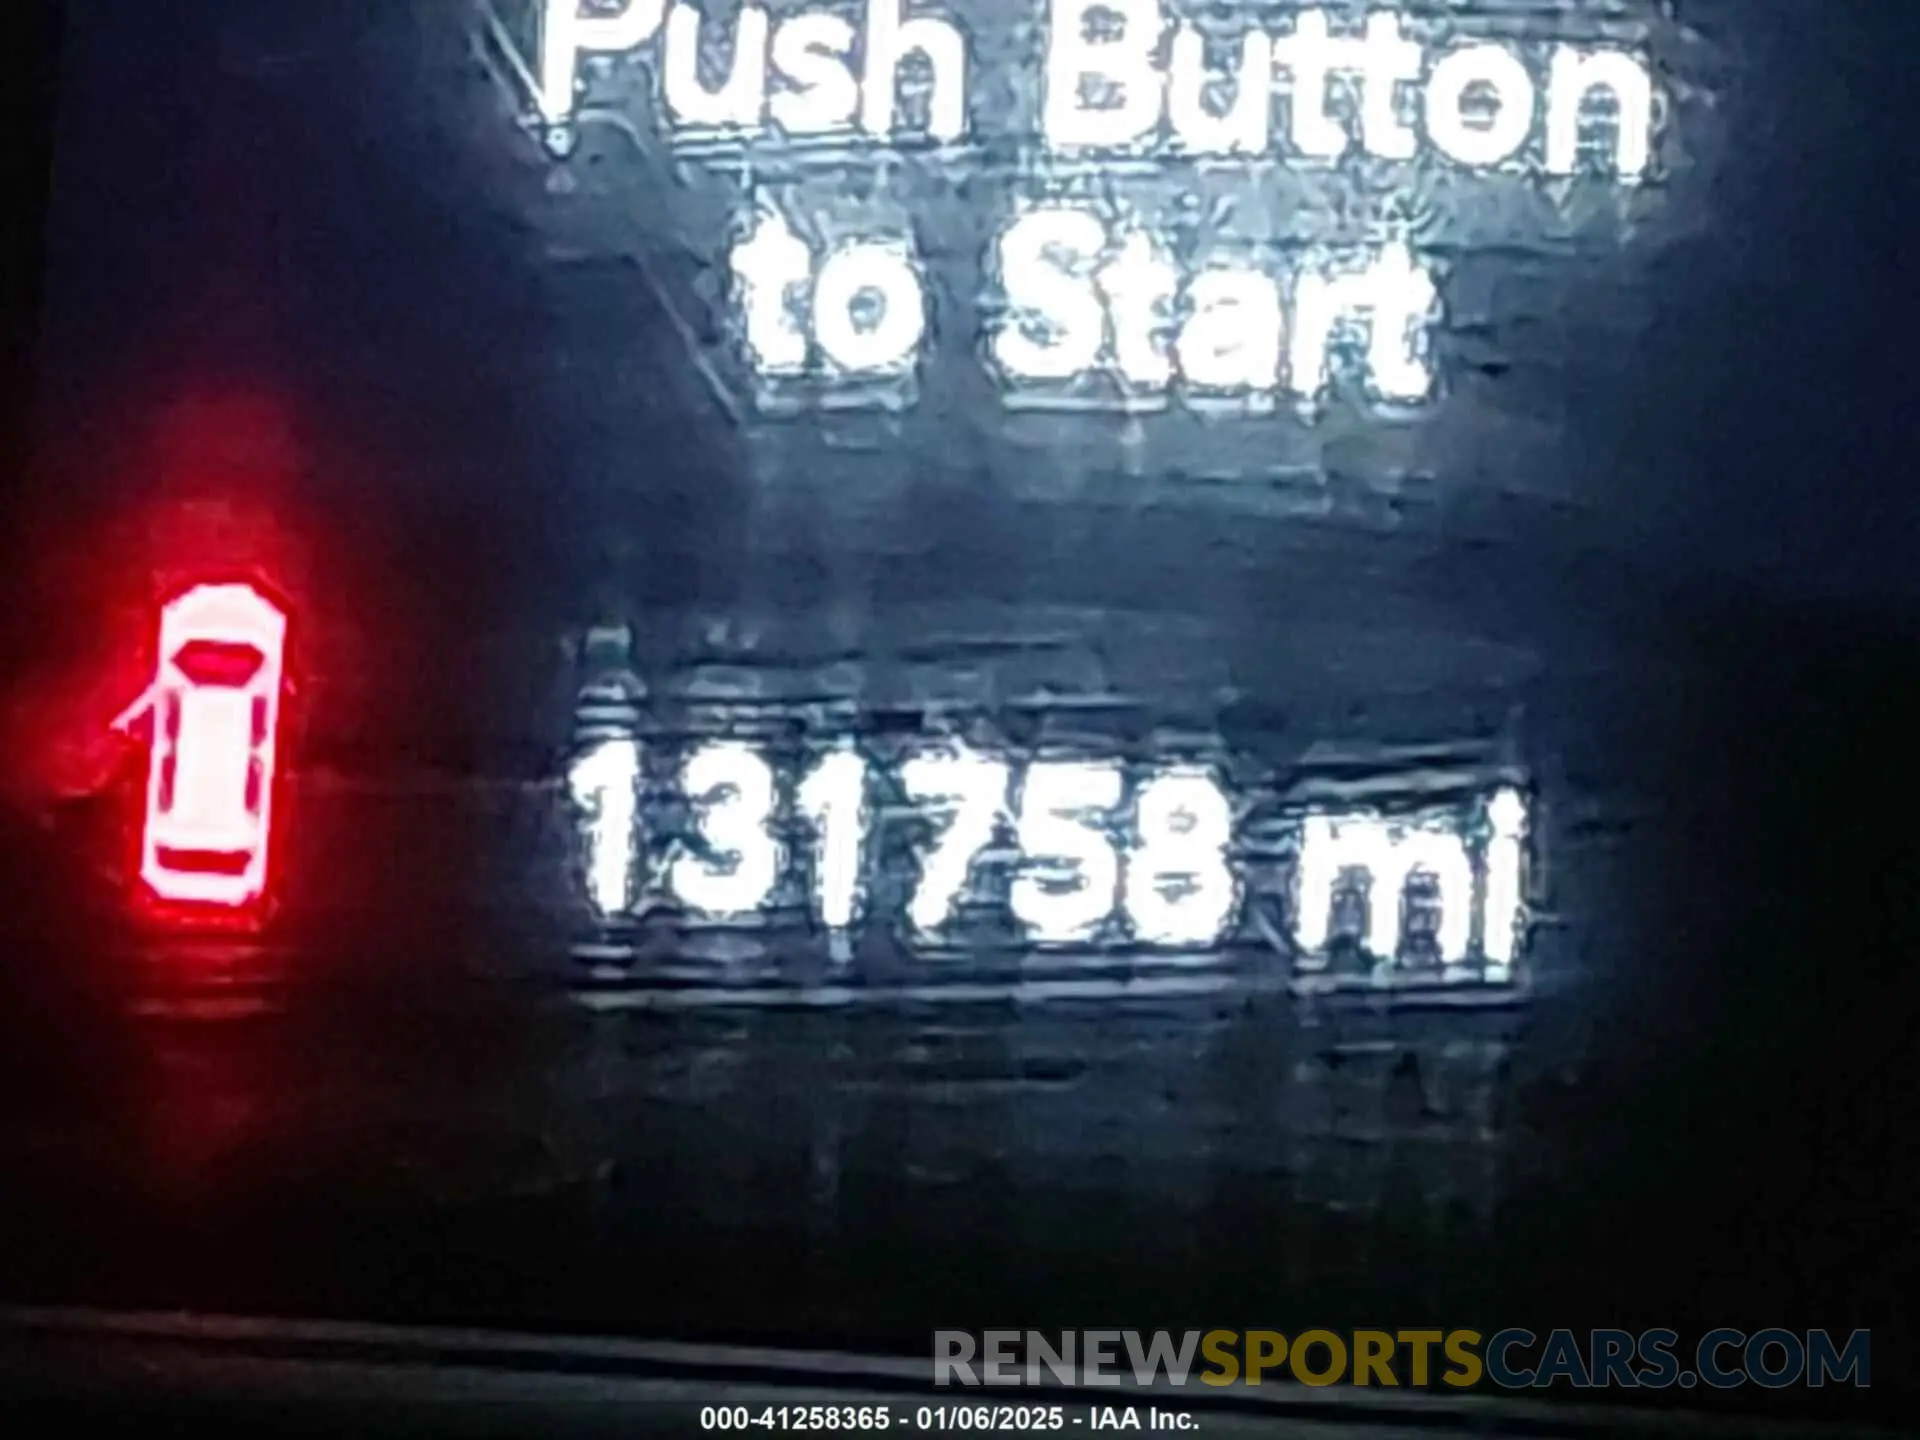 Push Button
to Start
131758 mi
RENEWSPORTSCARS.COM
000-41258365 - 01/06/2025 - IAA Inc.